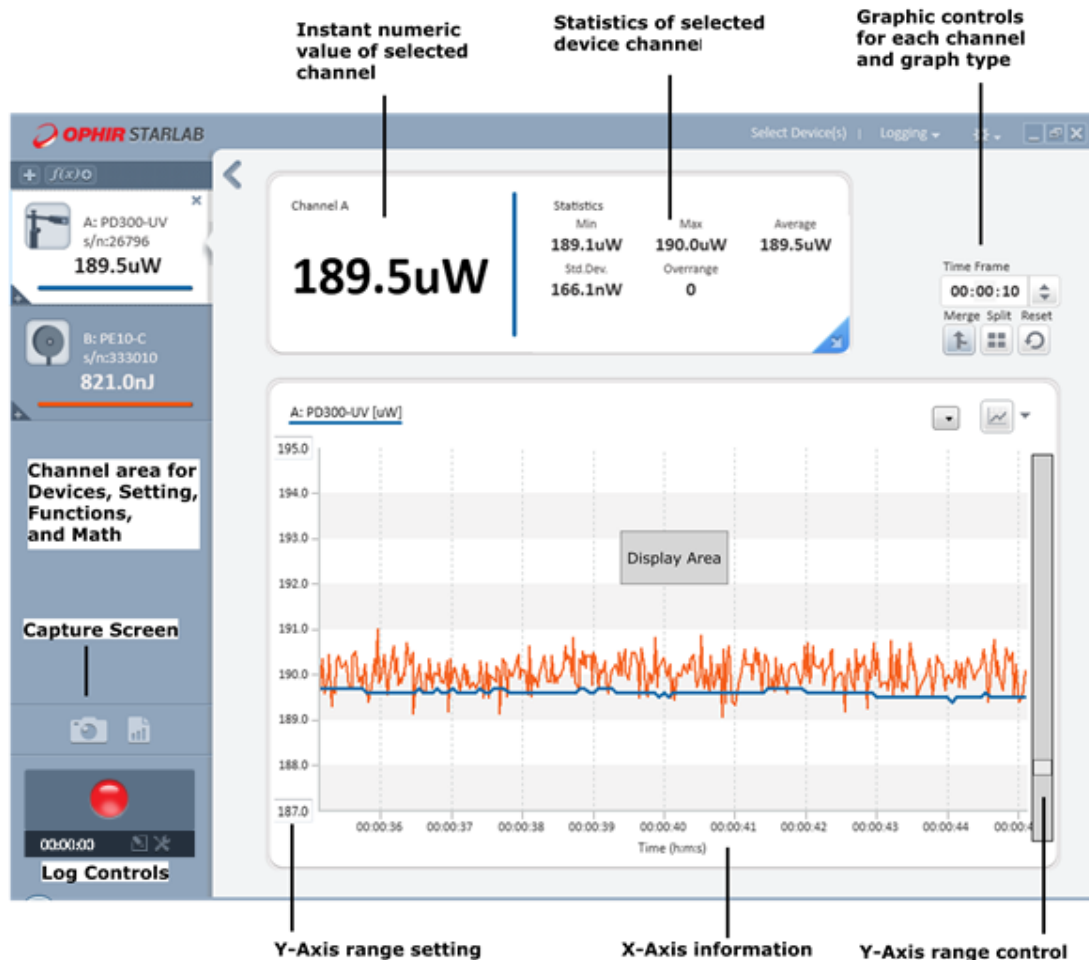 Instant numeric
value of selected
channel
Statistics of selected
device channel
Graphic controls
for each channel
and graph type
OPHIR STARLAB
Select Device(s) | Logging
f(x)
A: PD300-UV
s/n:26796
189.5uW
B: PE10-C
s/n:333010
821.0nJ
Channel area for
Devices, Setting,
Functions,
and Math
Capture Screen
00:00:00
Log Controls
Channel A
189.5uW
Statistics
Min Max Average
189.1uW 190.0uW 189.5uW
Std.Dev. Overrange
166.1nW 0
Time Frame
00:00:10
Merge Split Reset
A: PD300-UV [uW]
195.0
194.0
193.0
192.0
191.0
190.0
189.0
188.0
187.0
Display Area
00:00:36 00:00:37 00:00:38 00:00:39 00:00:40 00:00:41 00:00:42 00:00:43 00:00:44
Time (h:m:s)
Y-Axis range setting
X-Axis information
Y-Axis range control